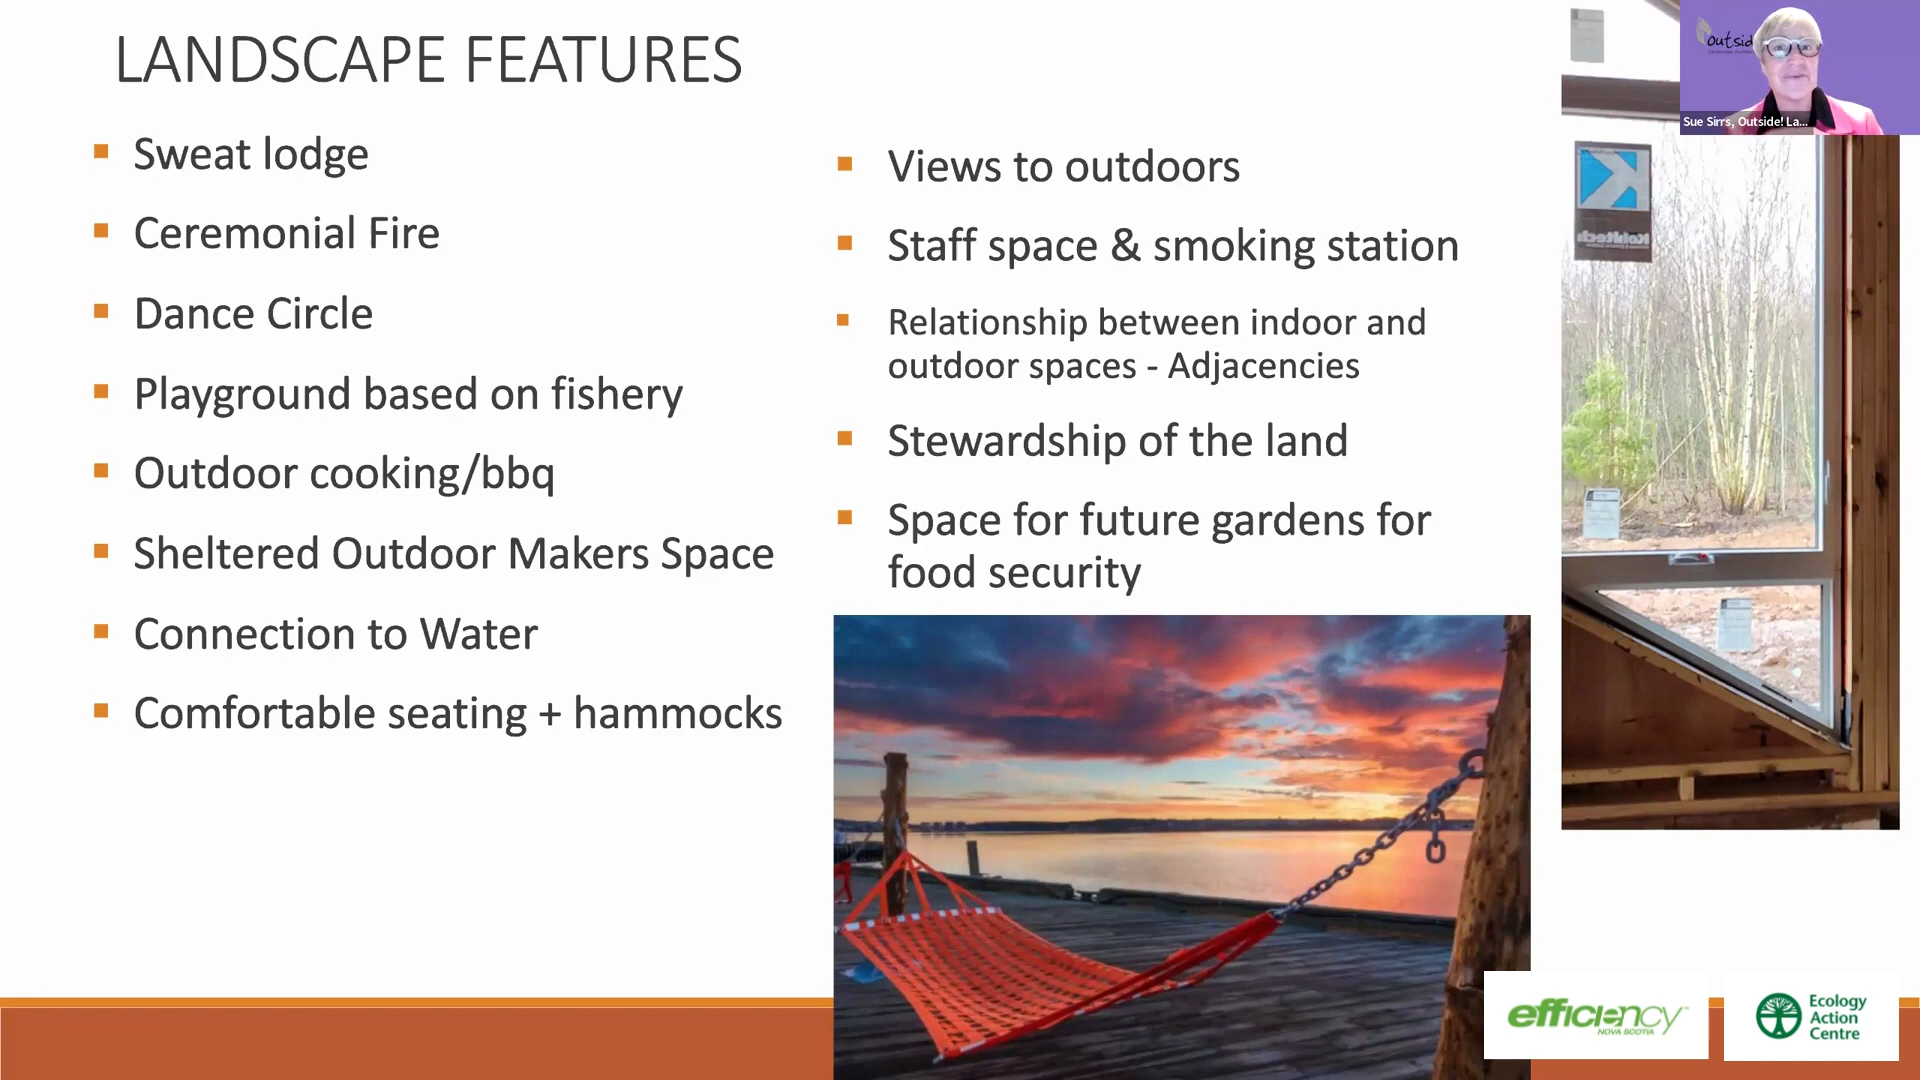 LANDSCAPE FEATURES
Sweat lodge
Ceremonial Fire
Dance Circle
Playground based on fishery
Outdoor cooking/bbq
Sheltered Outdoor Makers Space
Connection to Water
Comfortable seating + hammocks
Views to outdoors
Staff space & smoking station
Relationship between indoor and
outdoor spaces - Adjacencies
Stewardship of the land
Space for future gardens for
food security
outsid
Sue Sirrs, Outside! La...
Kohltech
efficiency
NOVA SCOTIA
Ecology
Action
Centre